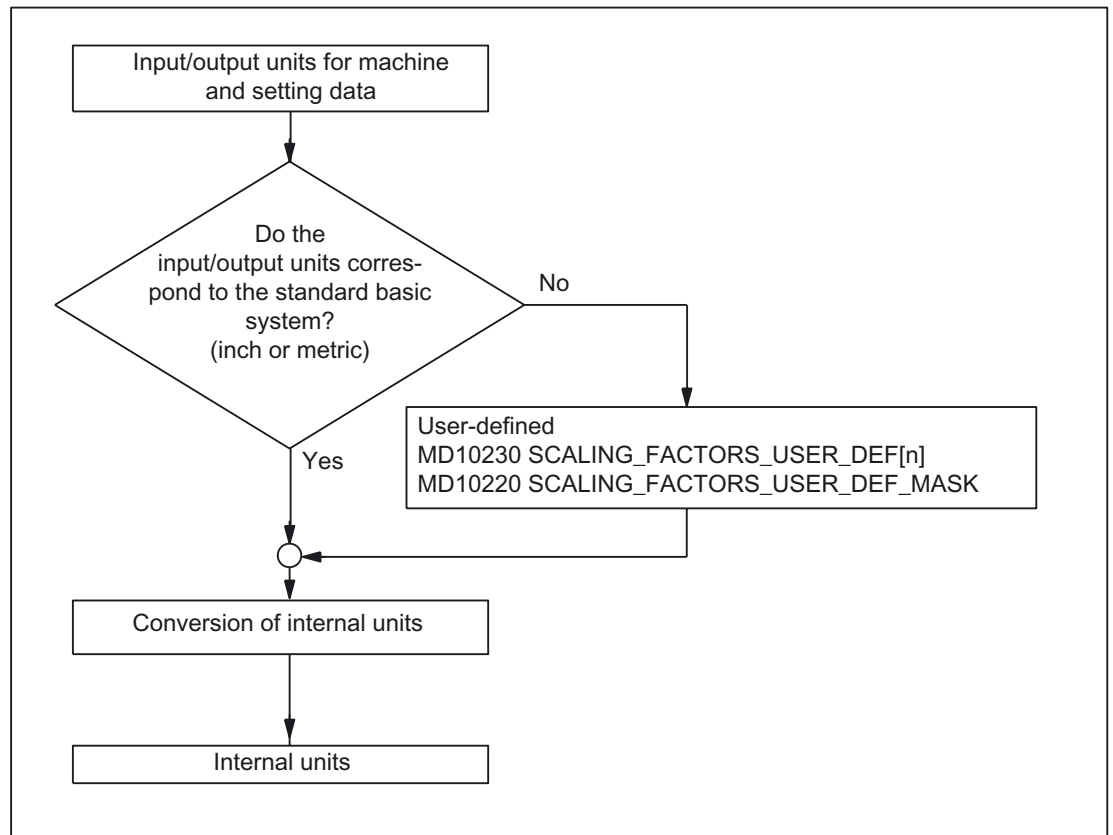 Input/output units for machine
and setting data
Do the
input/output units corres-
pond to the standard basic
system?
(inch or metric)
No
User-defined
MD10230 SCALING_FACTORS_USER_DEF[n]
MD10220 SCALING_FACTORS_USER_DEF_MASK
Yes
Conversion of internal units
Internal units